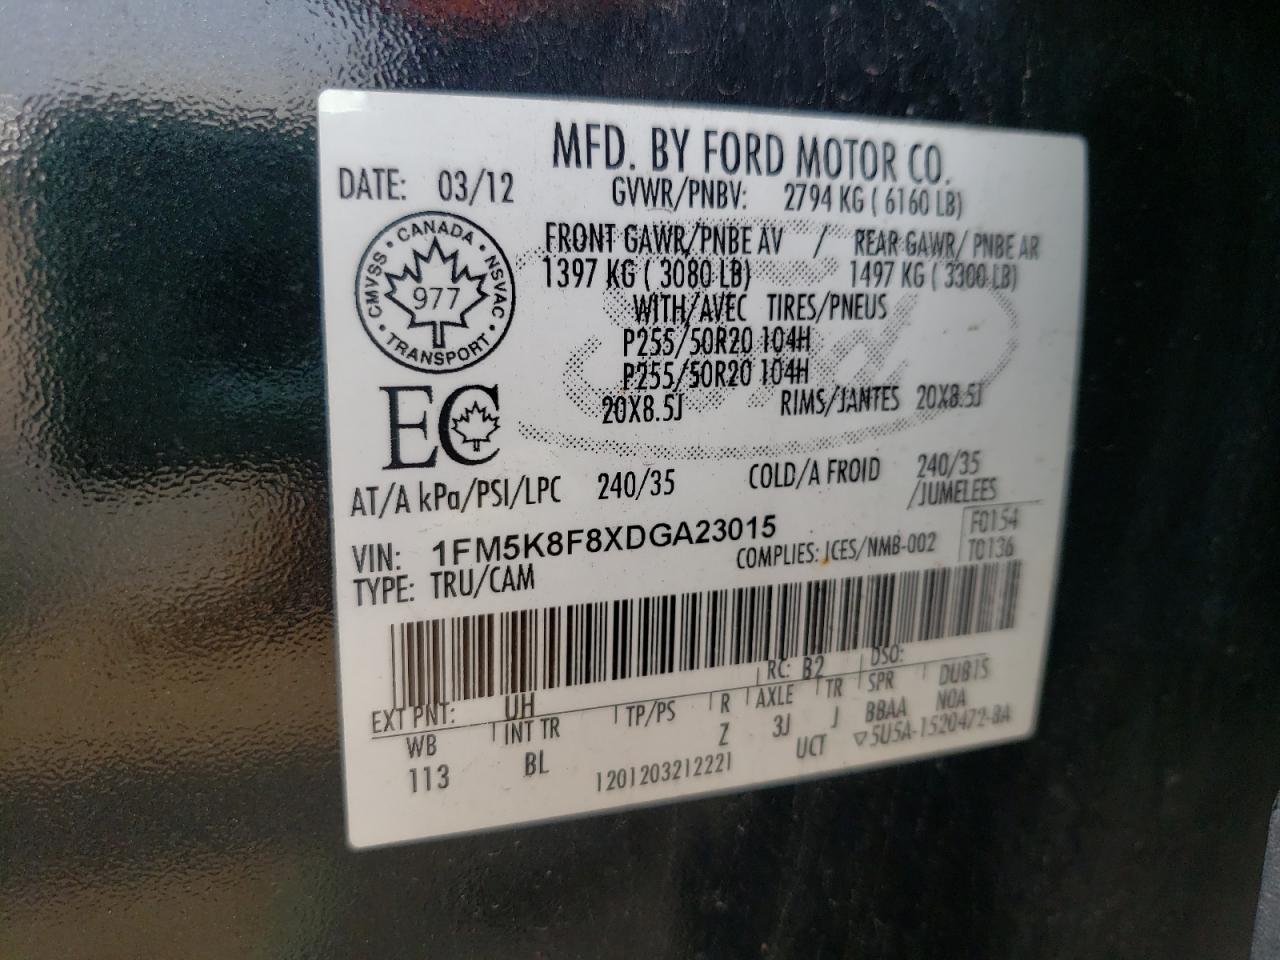 MFD. BY FORD MOTOR CO.
DATE: 03/12
GVWR/PNBV: 2794 KG ( 6160 LB)
FRONT GAWR/PNBE AV / REAR GAWR/ PNBE AR
1397 KG ( 3080 LB) 1497 KG ( 3300 LB)
WITH/AVEC TIRES/PNEUS
P255/50R20 104H
P255/50R20 104H
20X8.5J RIMS/JANTES 20X8.5J
CANADA · NSVAC · TRANSPORT · CMVSS ·
977
EC
AT/A kPa/PSI/LPC 240/35 COLD/A FROID 240/35
/JUMELEES
VIN: 1FM5K8F8XDGA23015
F0154
TYPE: TRU/CAM COMPLIES: ICES/NMB-002 T0136
EXT PNT: UH RC: B2 DSO:
WB INT TR TP/PS R AXLE TR SPR DUB15
113 BL Z 3J J BBAA NOA
1201203212221 UCT ▽5U5A-1520472-BA